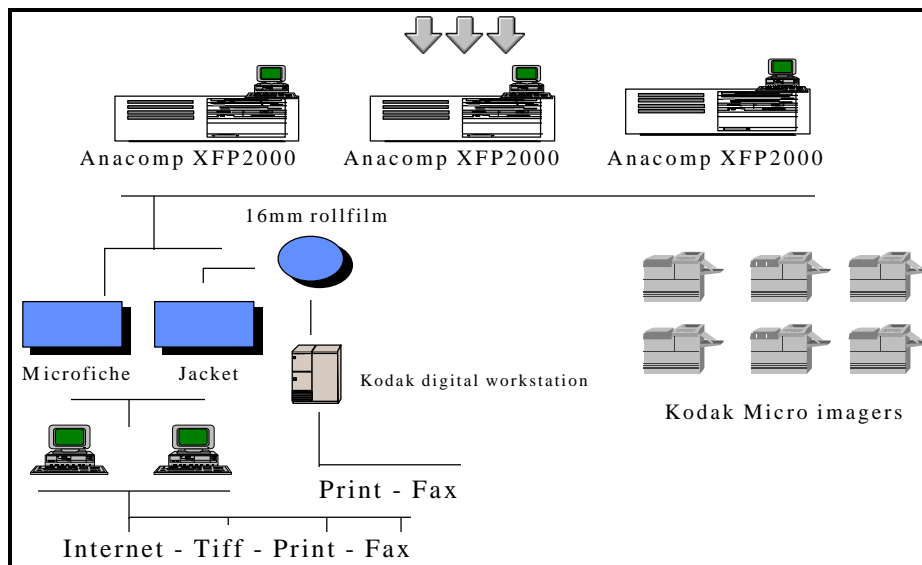 Anacomp XFP2000
Anacomp XFP2000
Anacomp XFP2000
16mm rollfilm
Microfiche
Jacket
Kodak digital workstation
Kodak Micro imagers
Print - Fax
Internet - Tiff - Print - Fax